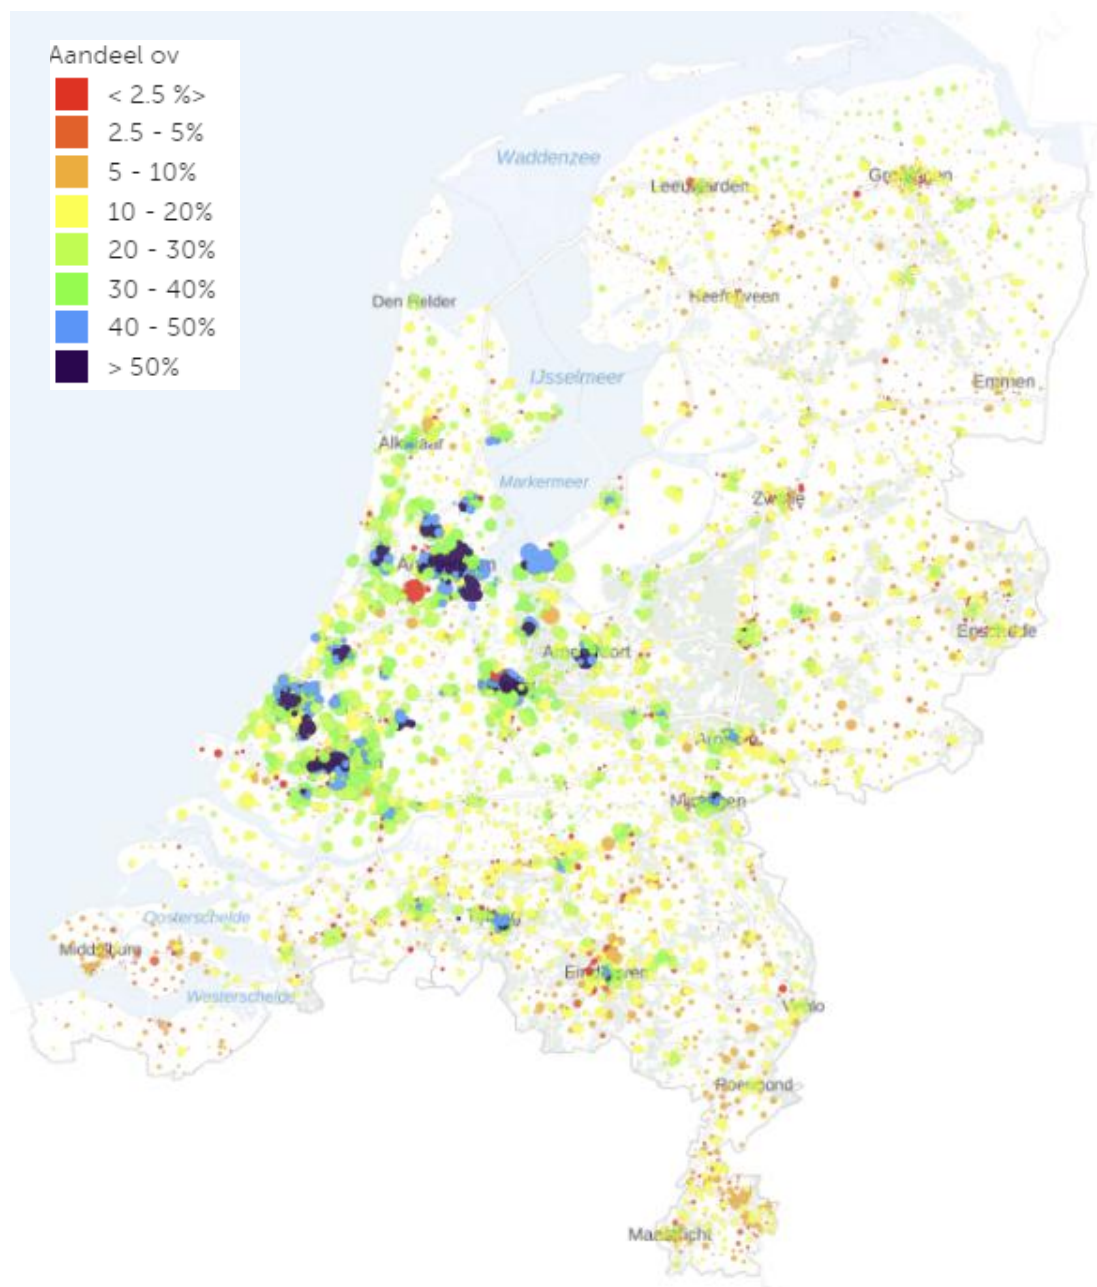 Aandeel ov
< 2.5 %>
2.5 - 5%
5 - 10%
10 - 20%
20 - 30%
30 - 40%
40 - 50%
> 50%
Waddenzee
Leeuwarden
Groningen
Heerenveen
Den Helder
IJsselmeer
Emmen
Alkmaar
Markermeer
Zwolle
Enschede
Amersfoort
Arnhem
Nijmegen
Oosterschelde
Middelburg
Eindhoven
Westerschelde
Venlo
Roermond
Maastricht